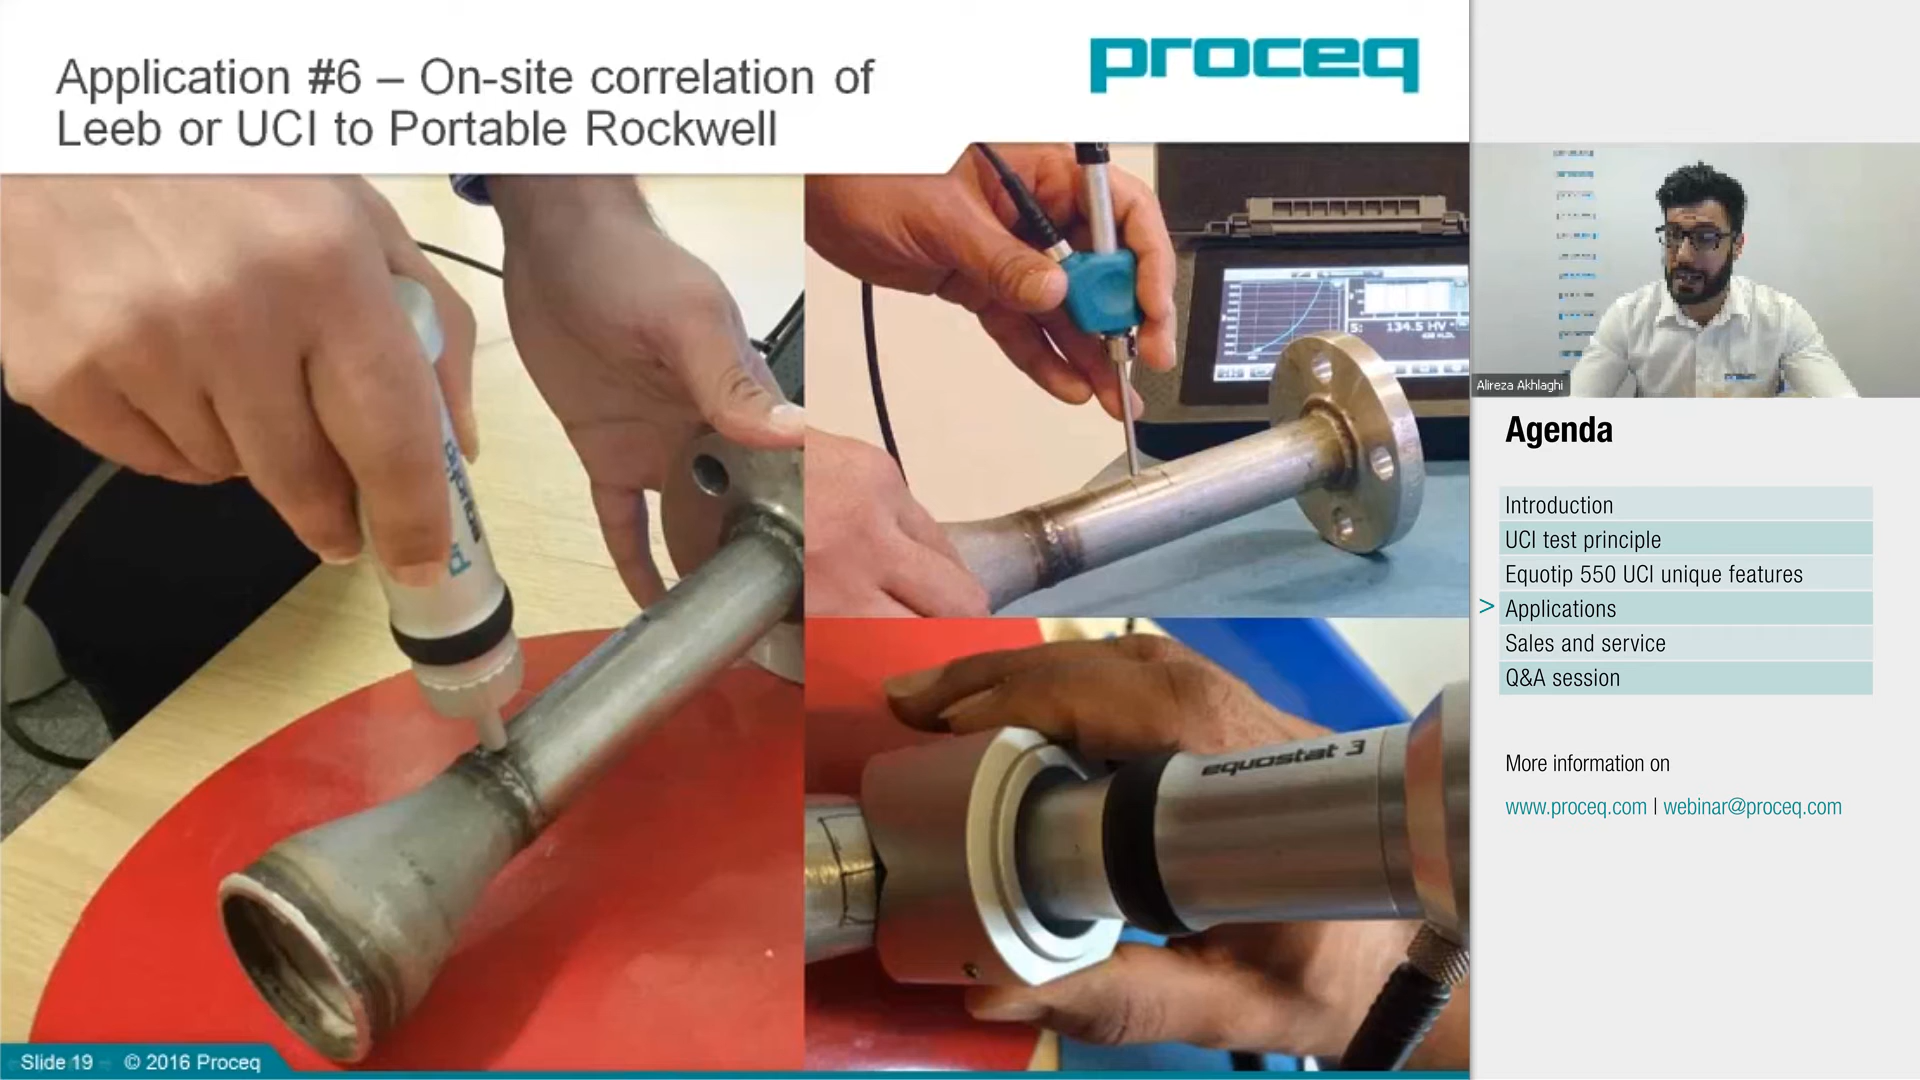 Application #6 – On-site correlation of
Leeb or UCI to Portable Rockwell
proceq
equotip
134.5 HV
equostat 3
Slide 19 © 2016 Proceq
Alireza Akhlaghi
Agenda
Introduction
UCI test principle
Equotip 550 UCI unique features
> Applications
Sales and service
Q&A session
More information on
www.proceq.com | webinar@proceq.com